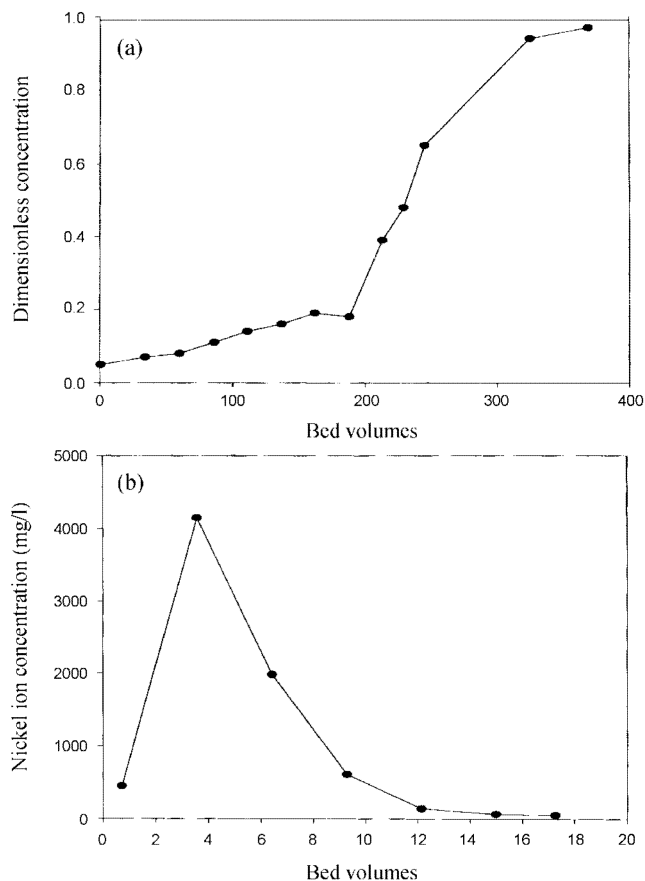 (a)
Dimensionless concentration
1.0
0.8
0.6
0.4
0.2
0.0
0 100 200 300 400
Bed volumes
(b)
Nickel ion concentration (mg/l)
5000
4000
3000
2000
1000
0
0 2 4 6 8 10 12 14 16 18 20
Bed volumes